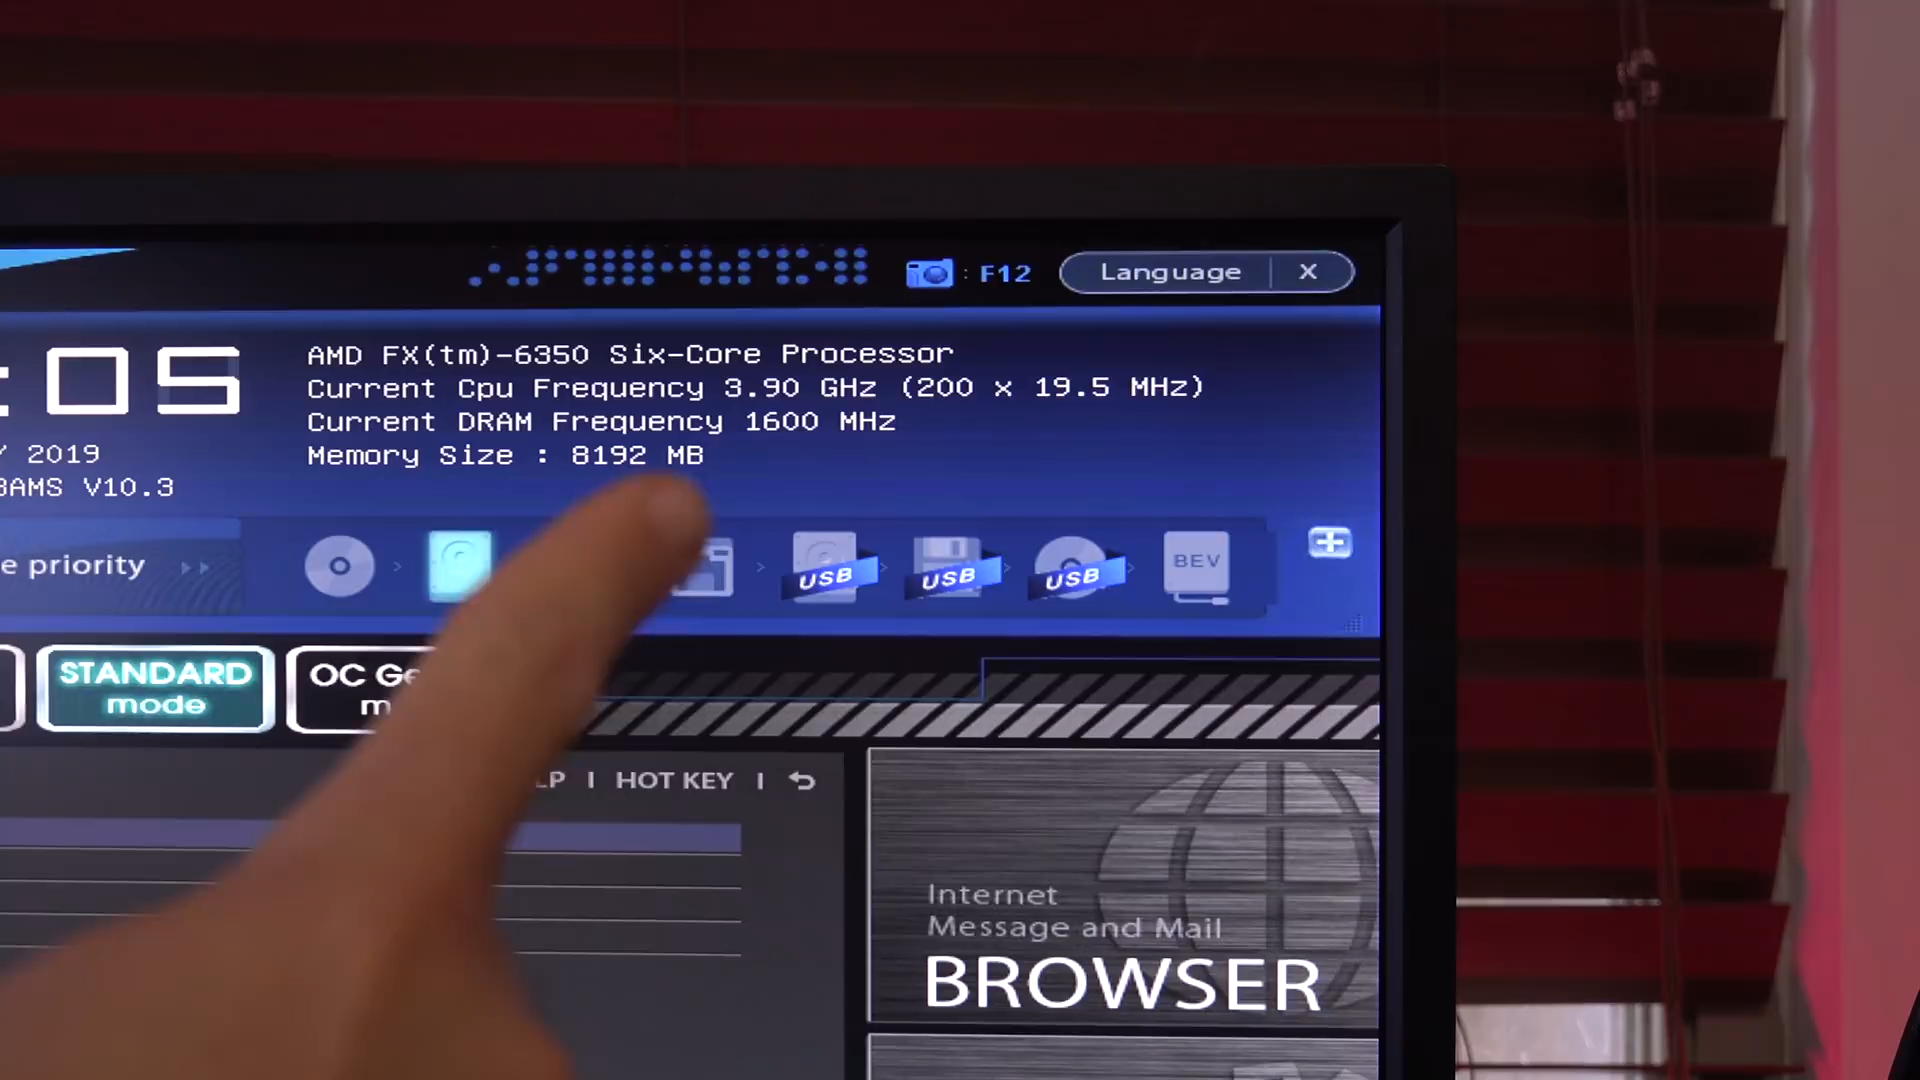 F12
Language X
:05
AMD FX(tm)-6350 Six-Core Processor
Current Cpu Frequency 3.90 GHz (200 x 19.5 MHz)
Current DRAM Frequency 1600 MHz
Memory Size : 8192 MB
2019
V10.3
priority
USB
USB
USB
BEV
STANDARD
mode
OC
HOT KEY
Internet
Message and Mail
BROWSER